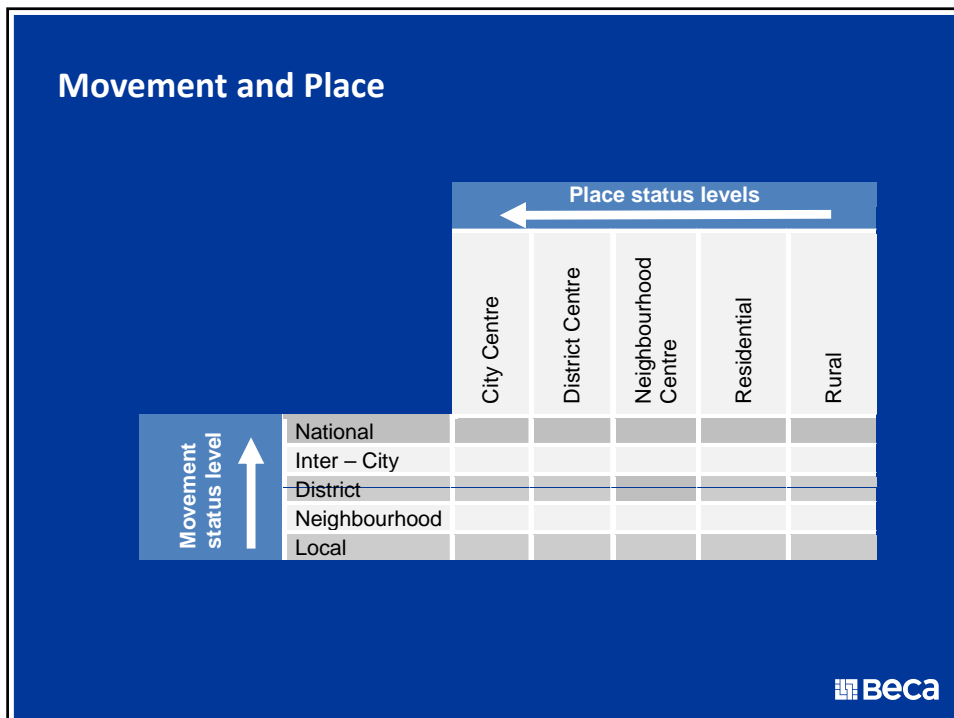 Movement and Place
Place status levels
City Centre
District Centre
Neighbourhood
Centre
Residential
Rural
Movement
status level
National
Inter – City
District
Neighbourhood
Local
Beca